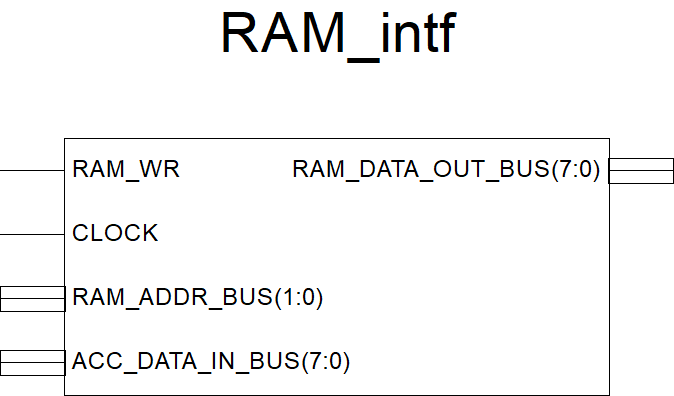 RAM_intf
RAM_WR RAM_DATA_OUT_BUS(7:0)
CLOCK
RAM_ADDR_BUS(1:0)
ACC_DATA_IN_BUS(7:0)